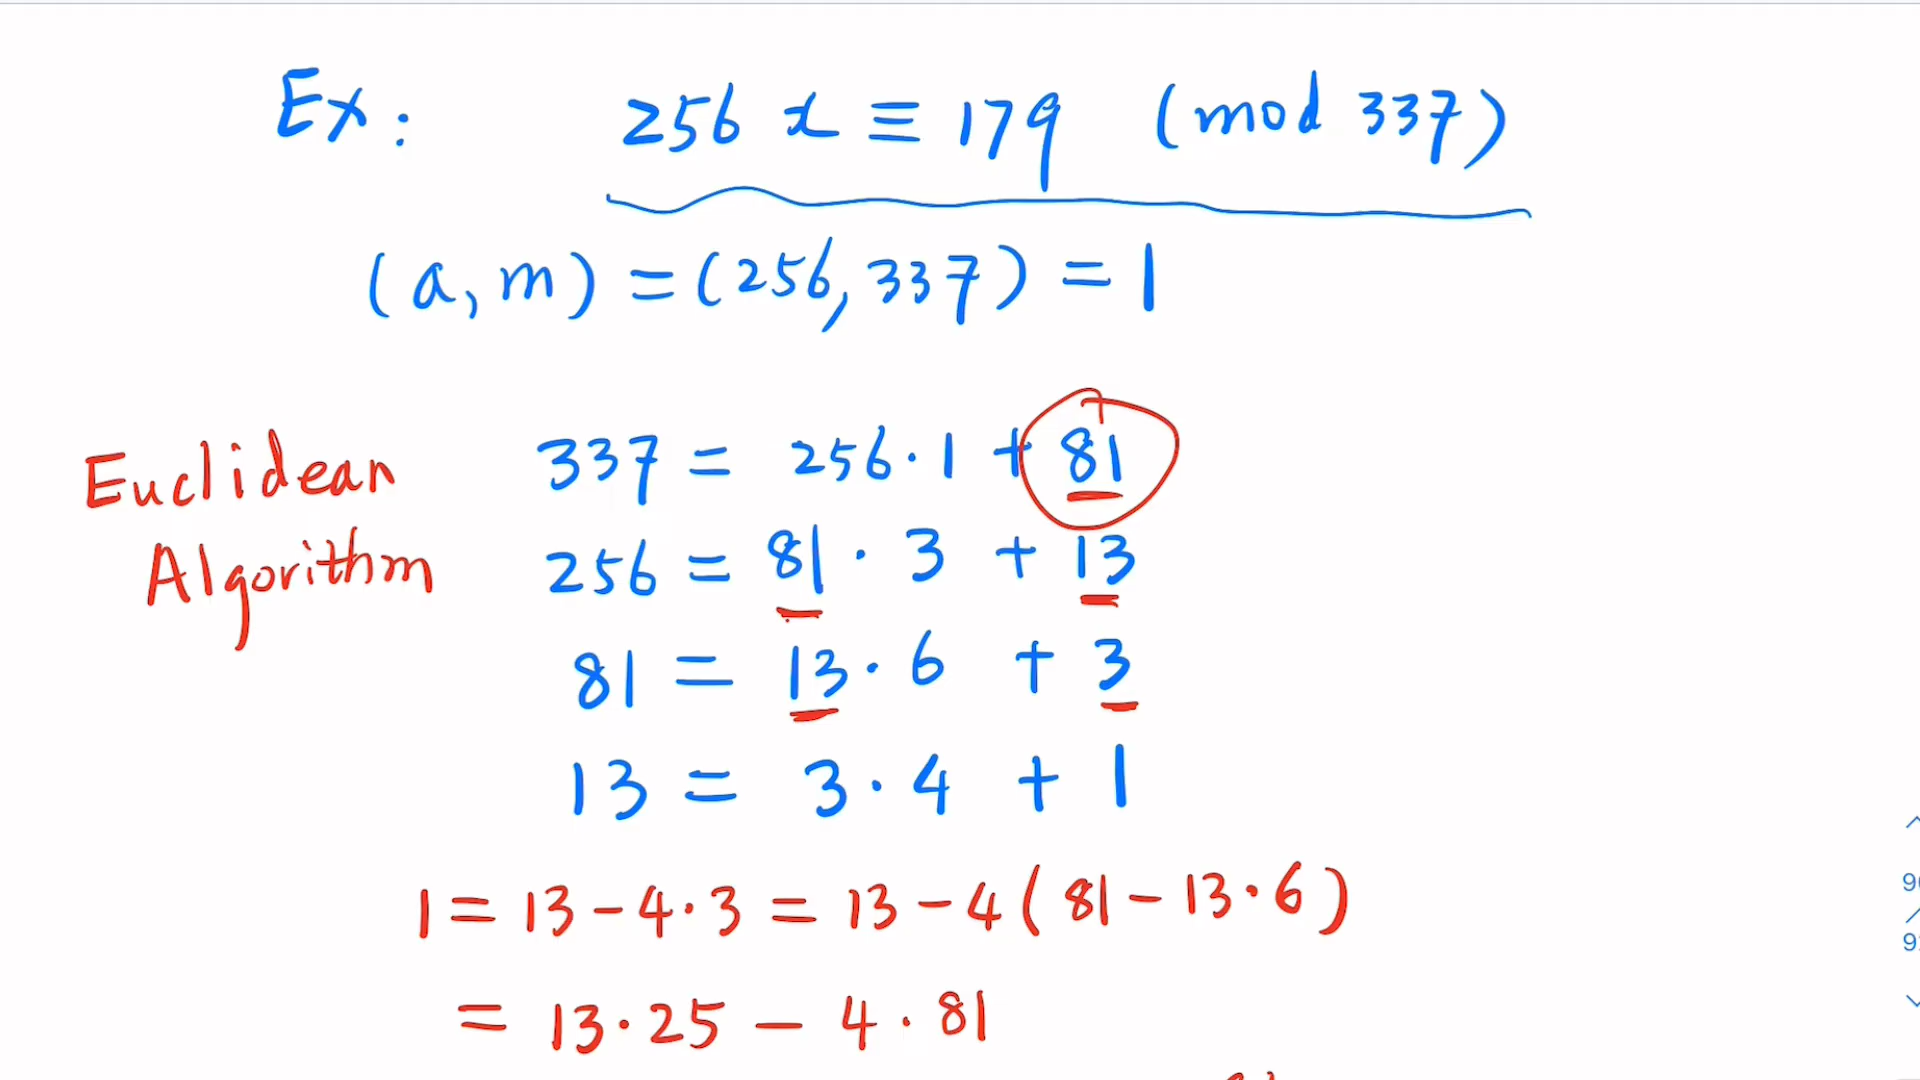 Ex: 256 x ≡ 179 (mod 337)
(a, m) = (256, 337) = 1
Euclidean Algorithm
337 = 256 · 1 + 81
256 = 81 · 3 + 13
81 = 13 · 6 + 3
13 = 3 · 4 + 1
1 = 13 - 4 · 3 = 13 - 4 ( 81 - 13 · 6 )
= 13 · 25 - 4 · 81